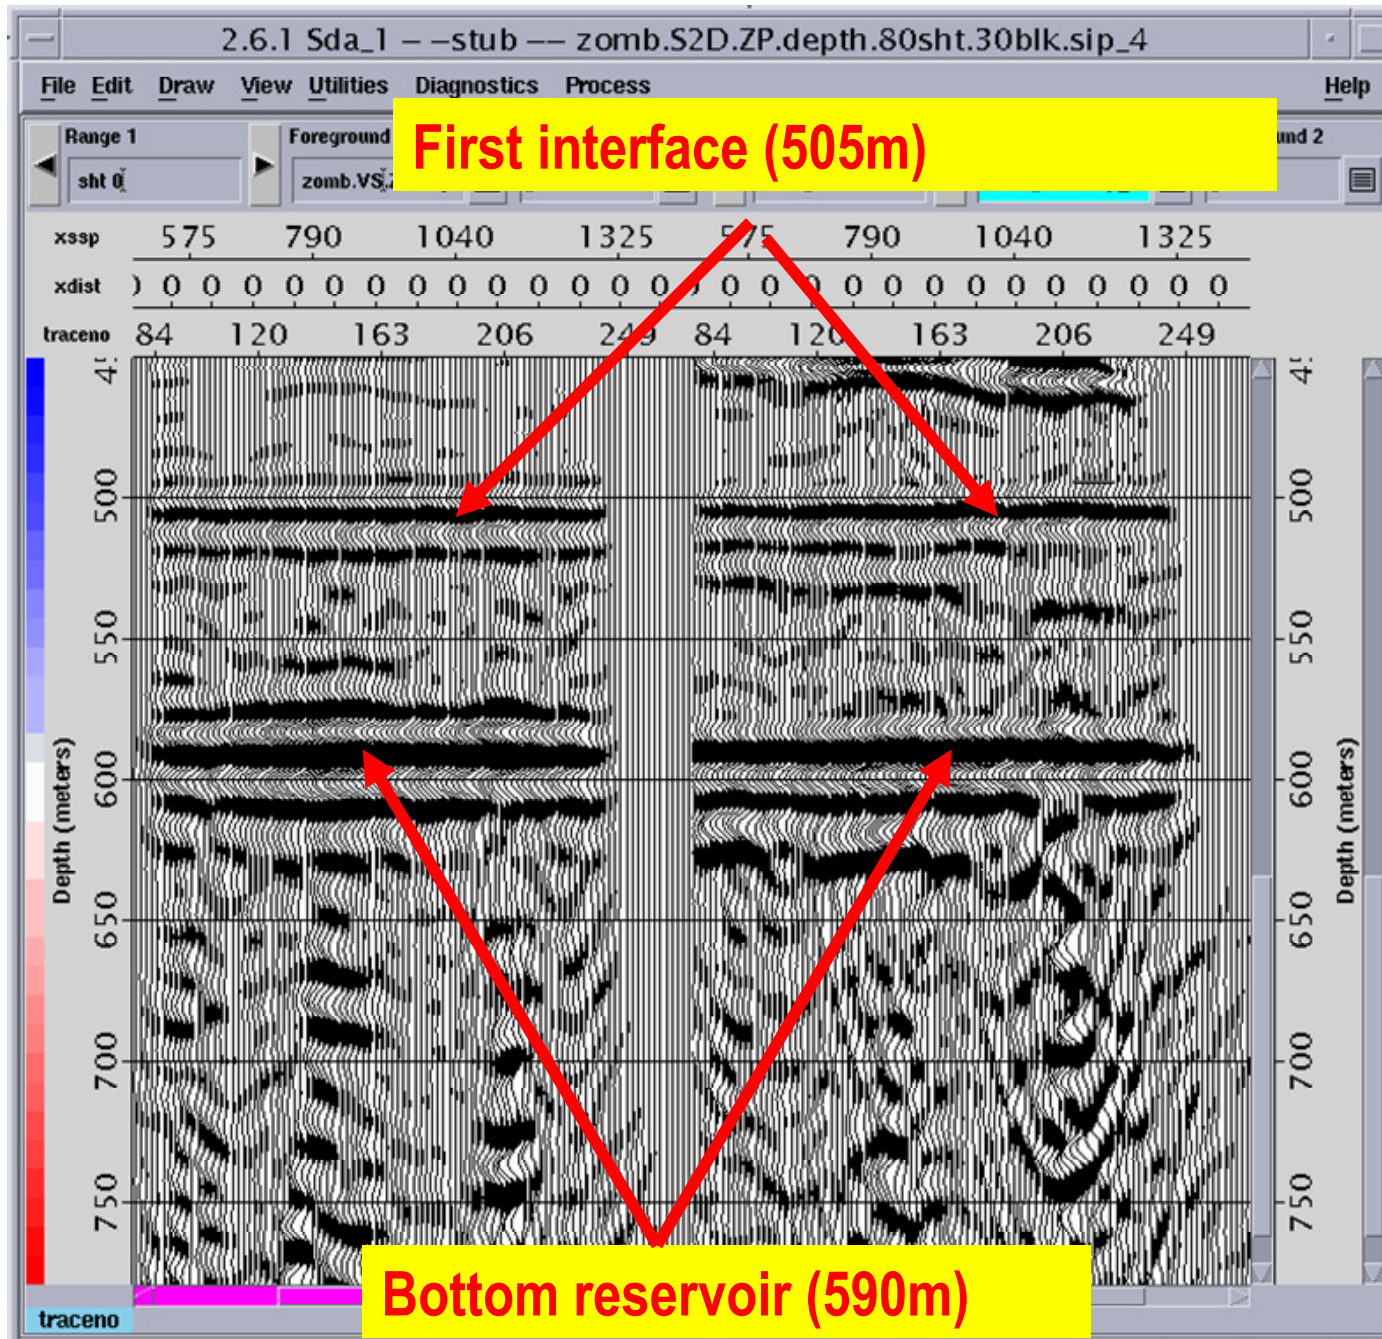 2.6.1 Sda_1 – –stub –– zomb.S2D.ZP.depth.80sht.30blk.sip_4
File Edit Draw View Utilities Diagnostics Process Help
First interface (505m)
Range 1 Foreground
sht 0 zomb.VS.
xssp 575 790 1040 1325 575 790 1040 1325
xdist 0 0 0 0 0 0 0 0 0 0 0 0 0 0 0 0 0 0 0 0 0 0 0 0 0 0
traceno 84 120 163 206 249 84 120 163 206 249
500 500
550 550
600 600
Depth (meters) Depth (meters)
650 650
700 700
750 750
Bottom reservoir (590m)
traceno